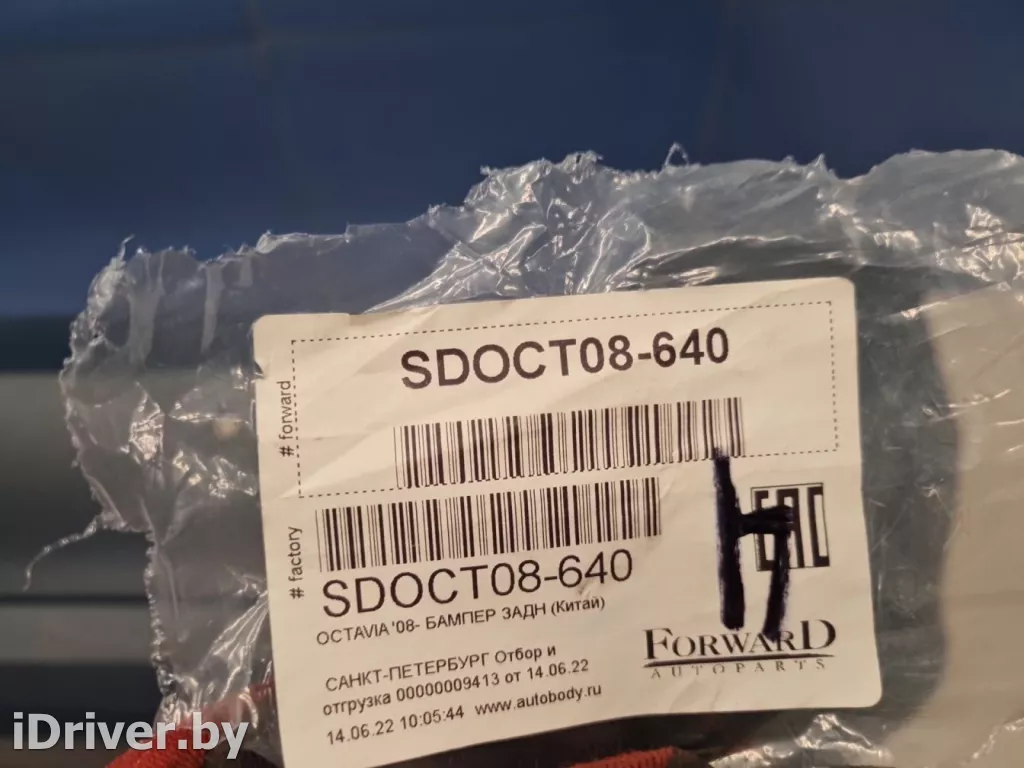 SDOCT08-640
# forward
# factory
SDOCT08-640
OCTAVIA '08- БАМПЕР ЗАДН (Китай)
САНКТ-ПЕТЕРБУРГ Отбор и
отгрузка 00000009413 от 14.06.22
14.06.22 10:05:44 www.autobody.ru
EAC
FORWARD
AUTOPARTS
iDriver.by